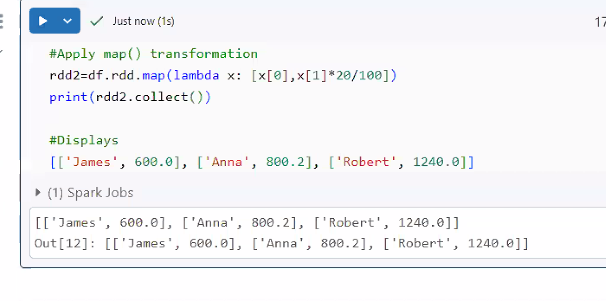 Just now (1s)
17
#Apply map() transformation
rdd2=df.rdd.map(lambda x: [x[0],x[1]*20/100])
print(rdd2.collect())
#Displays
[['James', 600.0], ['Anna', 800.2], ['Robert', 1240.0]]
(1) Spark Jobs
[['James', 600.0], ['Anna', 800.2], ['Robert', 1240.0]]
Out[12]: [['James', 600.0], ['Anna', 800.2], ['Robert', 1240.0]]